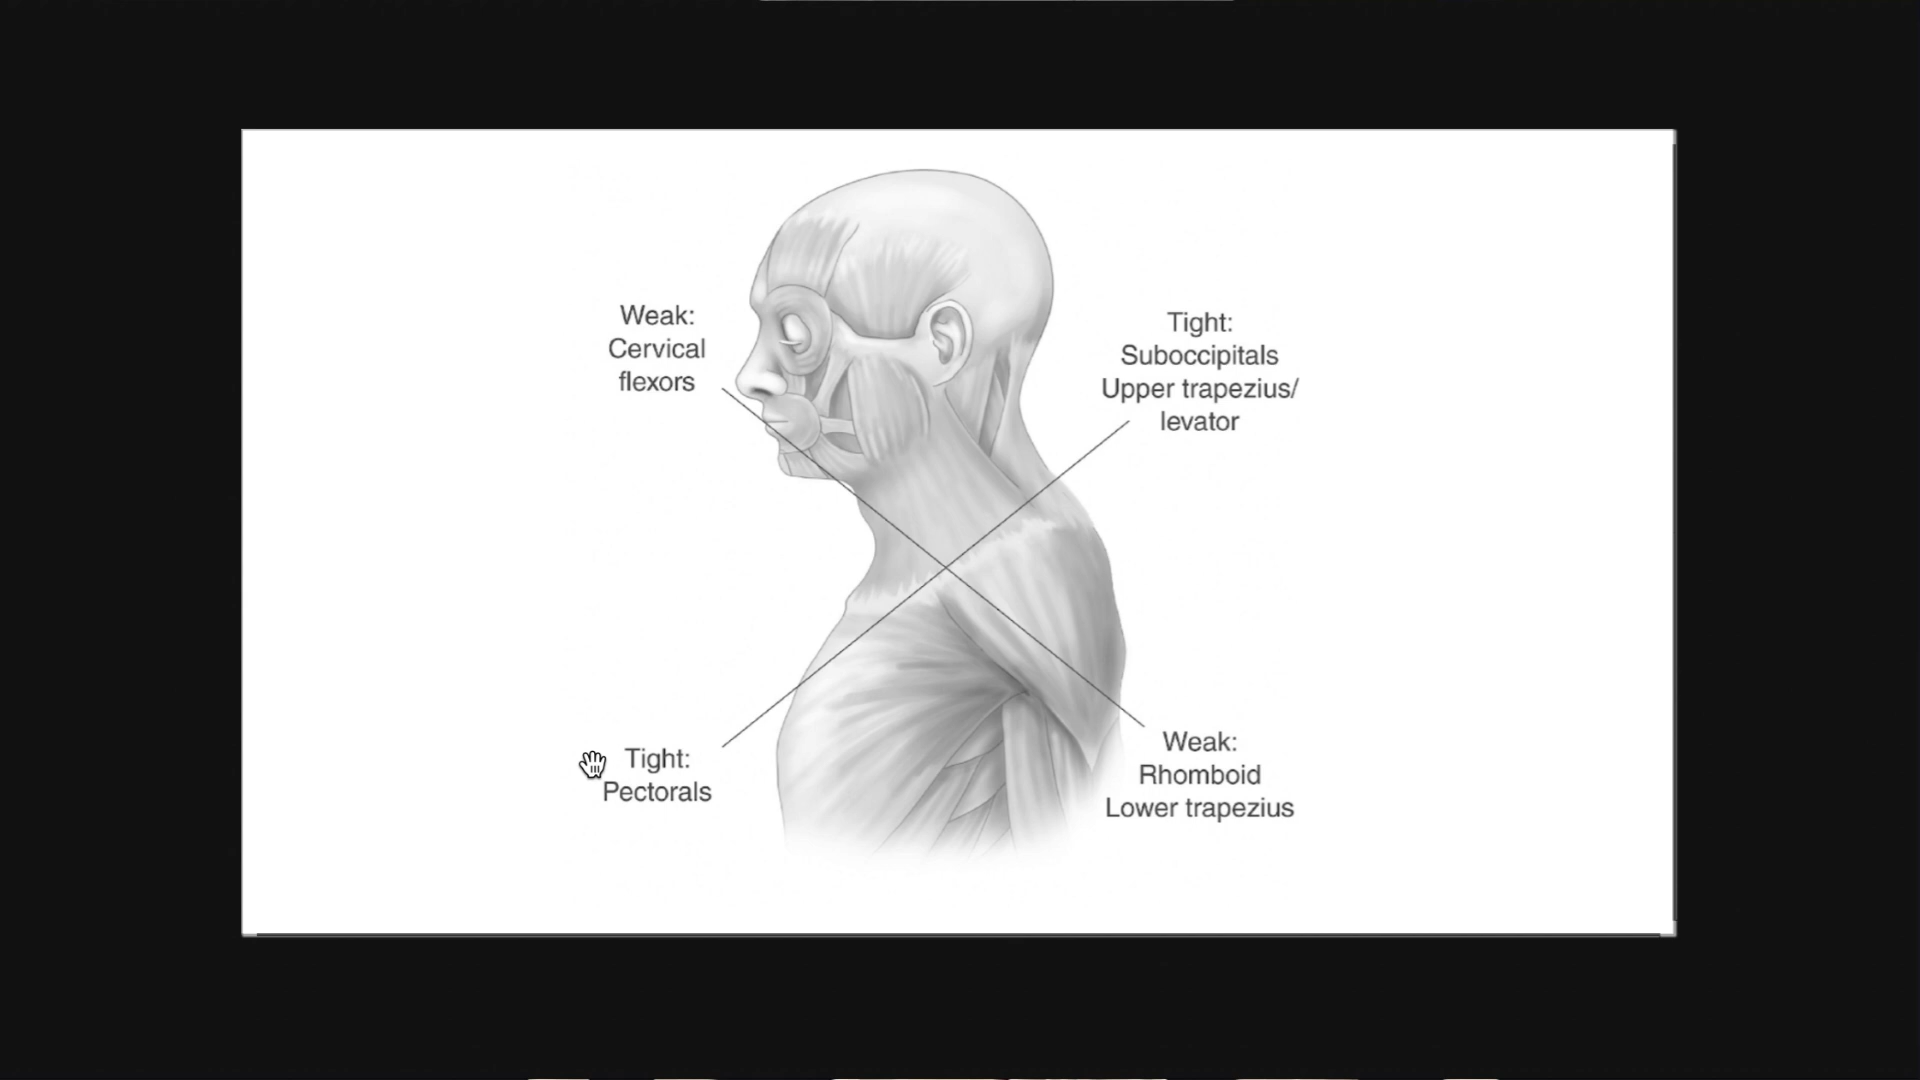 Weak:
Cervical
flexors
Tight:
Suboccipitals
Upper trapezius/
levator
Tight:
Pectorals
Weak:
Rhomboid
Lower trapezius